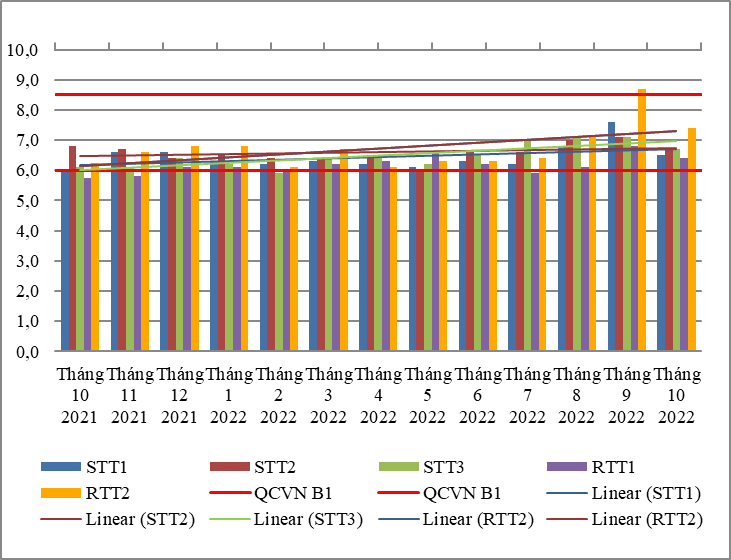 10,0
9,0
8,0
7,0
6,0
5,0
4,0
3,0
2,0
1,0
0,0
Tháng Tháng Tháng Tháng Tháng Tháng Tháng Tháng Tháng Tháng Tháng Tháng Tháng
10 11 12 1 2 3 4 5 6 7 8 9 10
2021 2021 2021 2022 2022 2022 2022 2022 2022 2022 2022 2022 2022
STT1 STT2 STT3 RTT1
RTT2 QCVN B1 QCVN B1 Linear (STT1)
Linear (STT2) Linear (STT3) Linear (RTT2) Linear (RTT2)